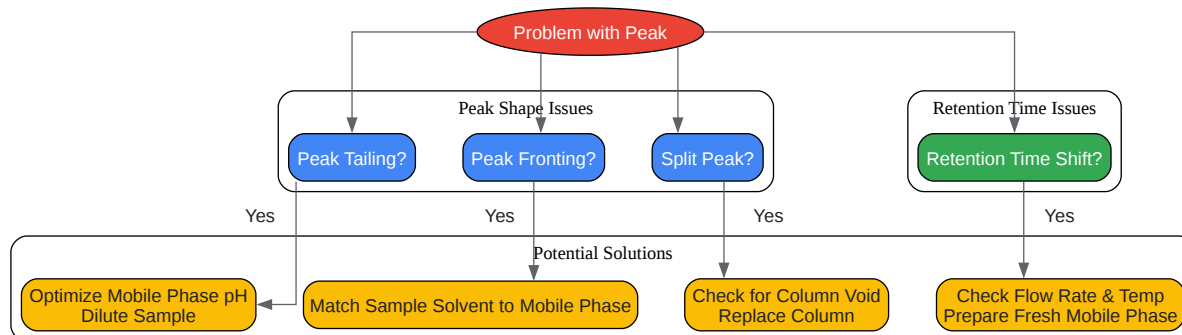 Problem with Peak
Peak Shape Issues
Retention Time Issues
Peak Tailing?
Peak Fronting?
Split Peak?
Retention Time Shift?
Yes
Yes
Yes
Yes
Potential Solutions
Optimize Mobile Phase pH
Dilute Sample
Match Sample Solvent to Mobile Phase
Check for Column Void
Replace Column
Check Flow Rate & Temp
Prepare Fresh Mobile Phase